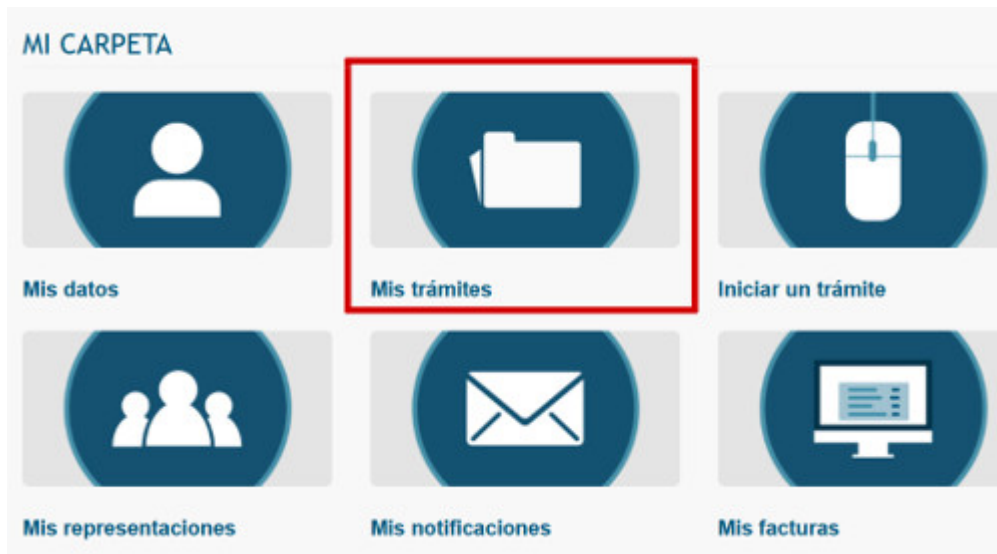 MI CARPETA
Mis datos
Mis trámites
Iniciar un trámite
Mis representaciones
Mis notificaciones
Mis facturas